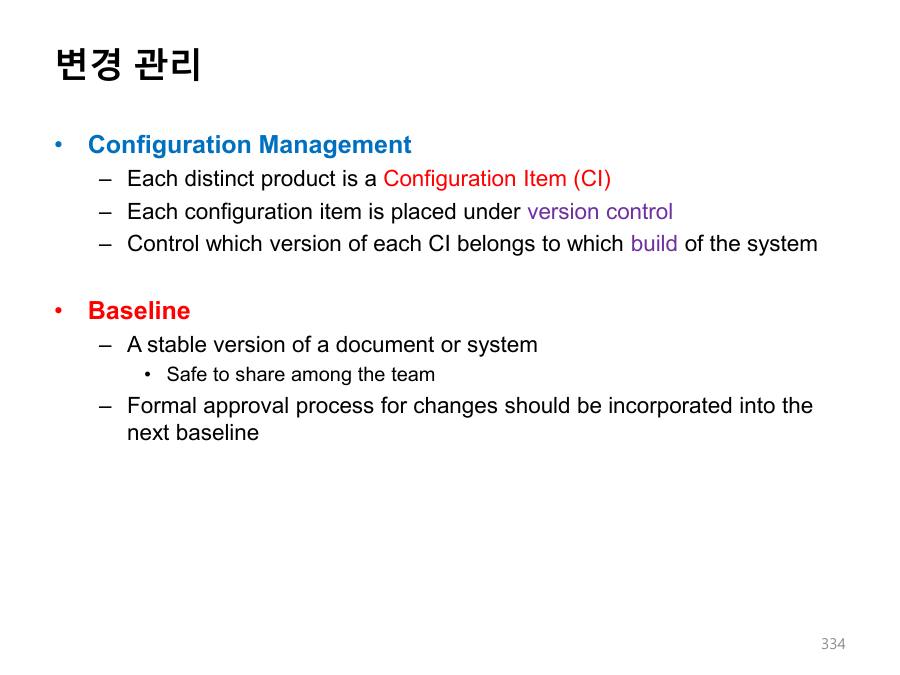 변경 관리
• Configuration Management
– Each distinct product is a Configuration Item (CI)
– Each configuration item is placed under version control
– Control which version of each CI belongs to which build of the system
• Baseline
– A stable version of a document or system
• Safe to share among the team
– Formal approval process for changes should be incorporated into the
next baseline
334